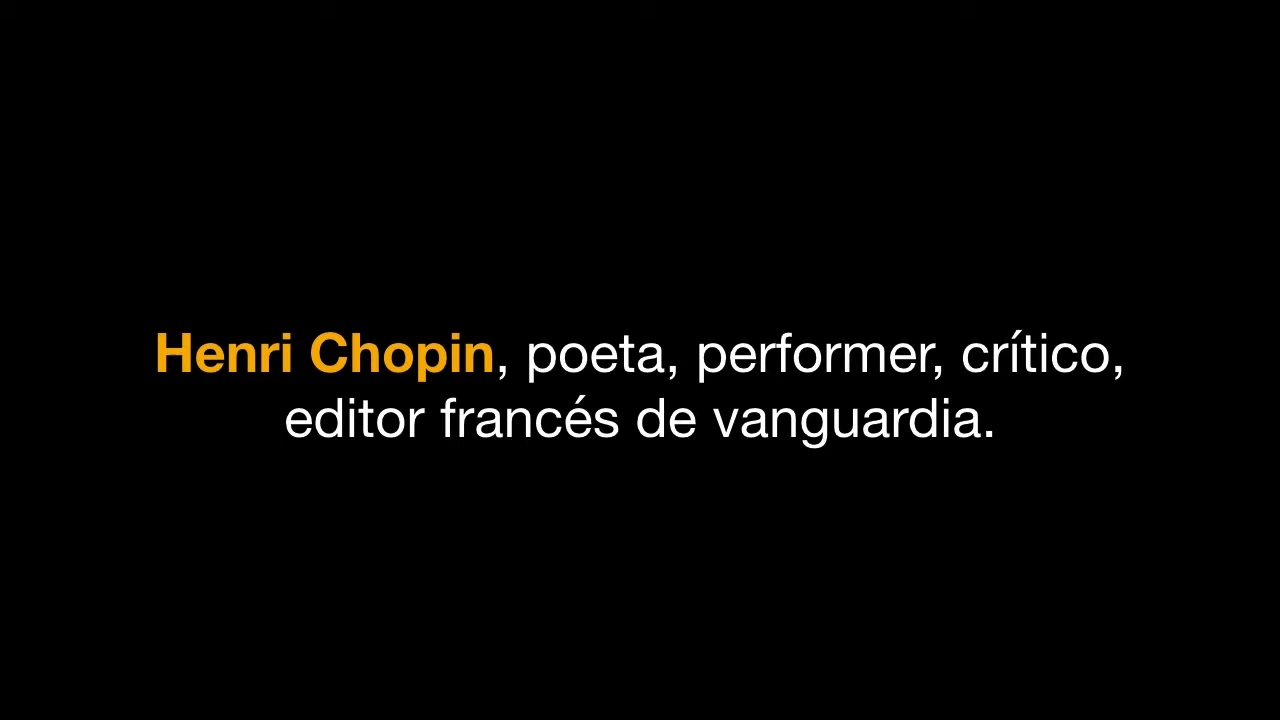 Henri Chopin, poeta, performer, crítico,
editor francés de vanguardia.